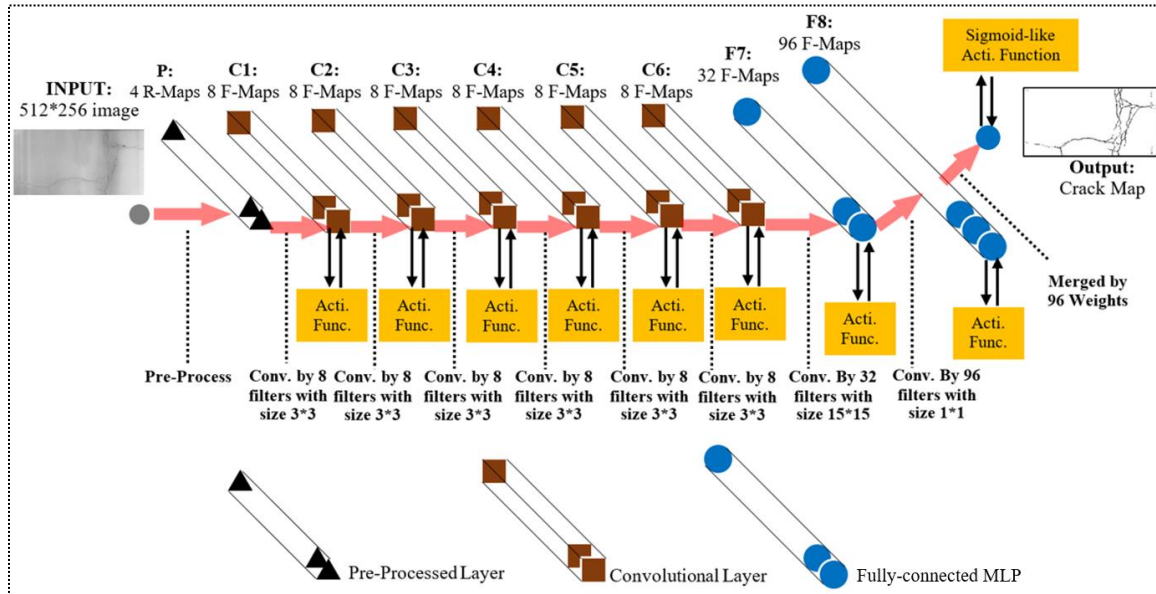 INPUT:
512*256 image
P:
4 R-Maps
C1:
8 F-Maps
C2:
8 F-Maps
C3:
8 F-Maps
C4:
8 F-Maps
C5:
8 F-Maps
C6:
8 F-Maps
F7:
32 F-Maps
F8:
96 F-Maps
Sigmoid-like
Acti. Function
Output:
Crack Map
Merged by
96 Weights
Acti.
Func.
Acti.
Func.
Acti.
Func.
Acti.
Func.
Acti.
Func.
Acti.
Func.
Acti.
Func.
Acti.
Func.
Pre-Process
Conv. by 8
filters with
size 3*3
Conv. by 8
filters with
size 3*3
Conv. by 8
filters with
size 3*3
Conv. by 8
filters with
size 3*3
Conv. by 8
filters with
size 3*3
Conv. by 8
filters with
size 3*3
Conv. By 32
filters with
size 15*15
Conv. By 96
filters with
size 1*1
Pre-Processed Layer
Convolutional Layer
Fully-connected MLP